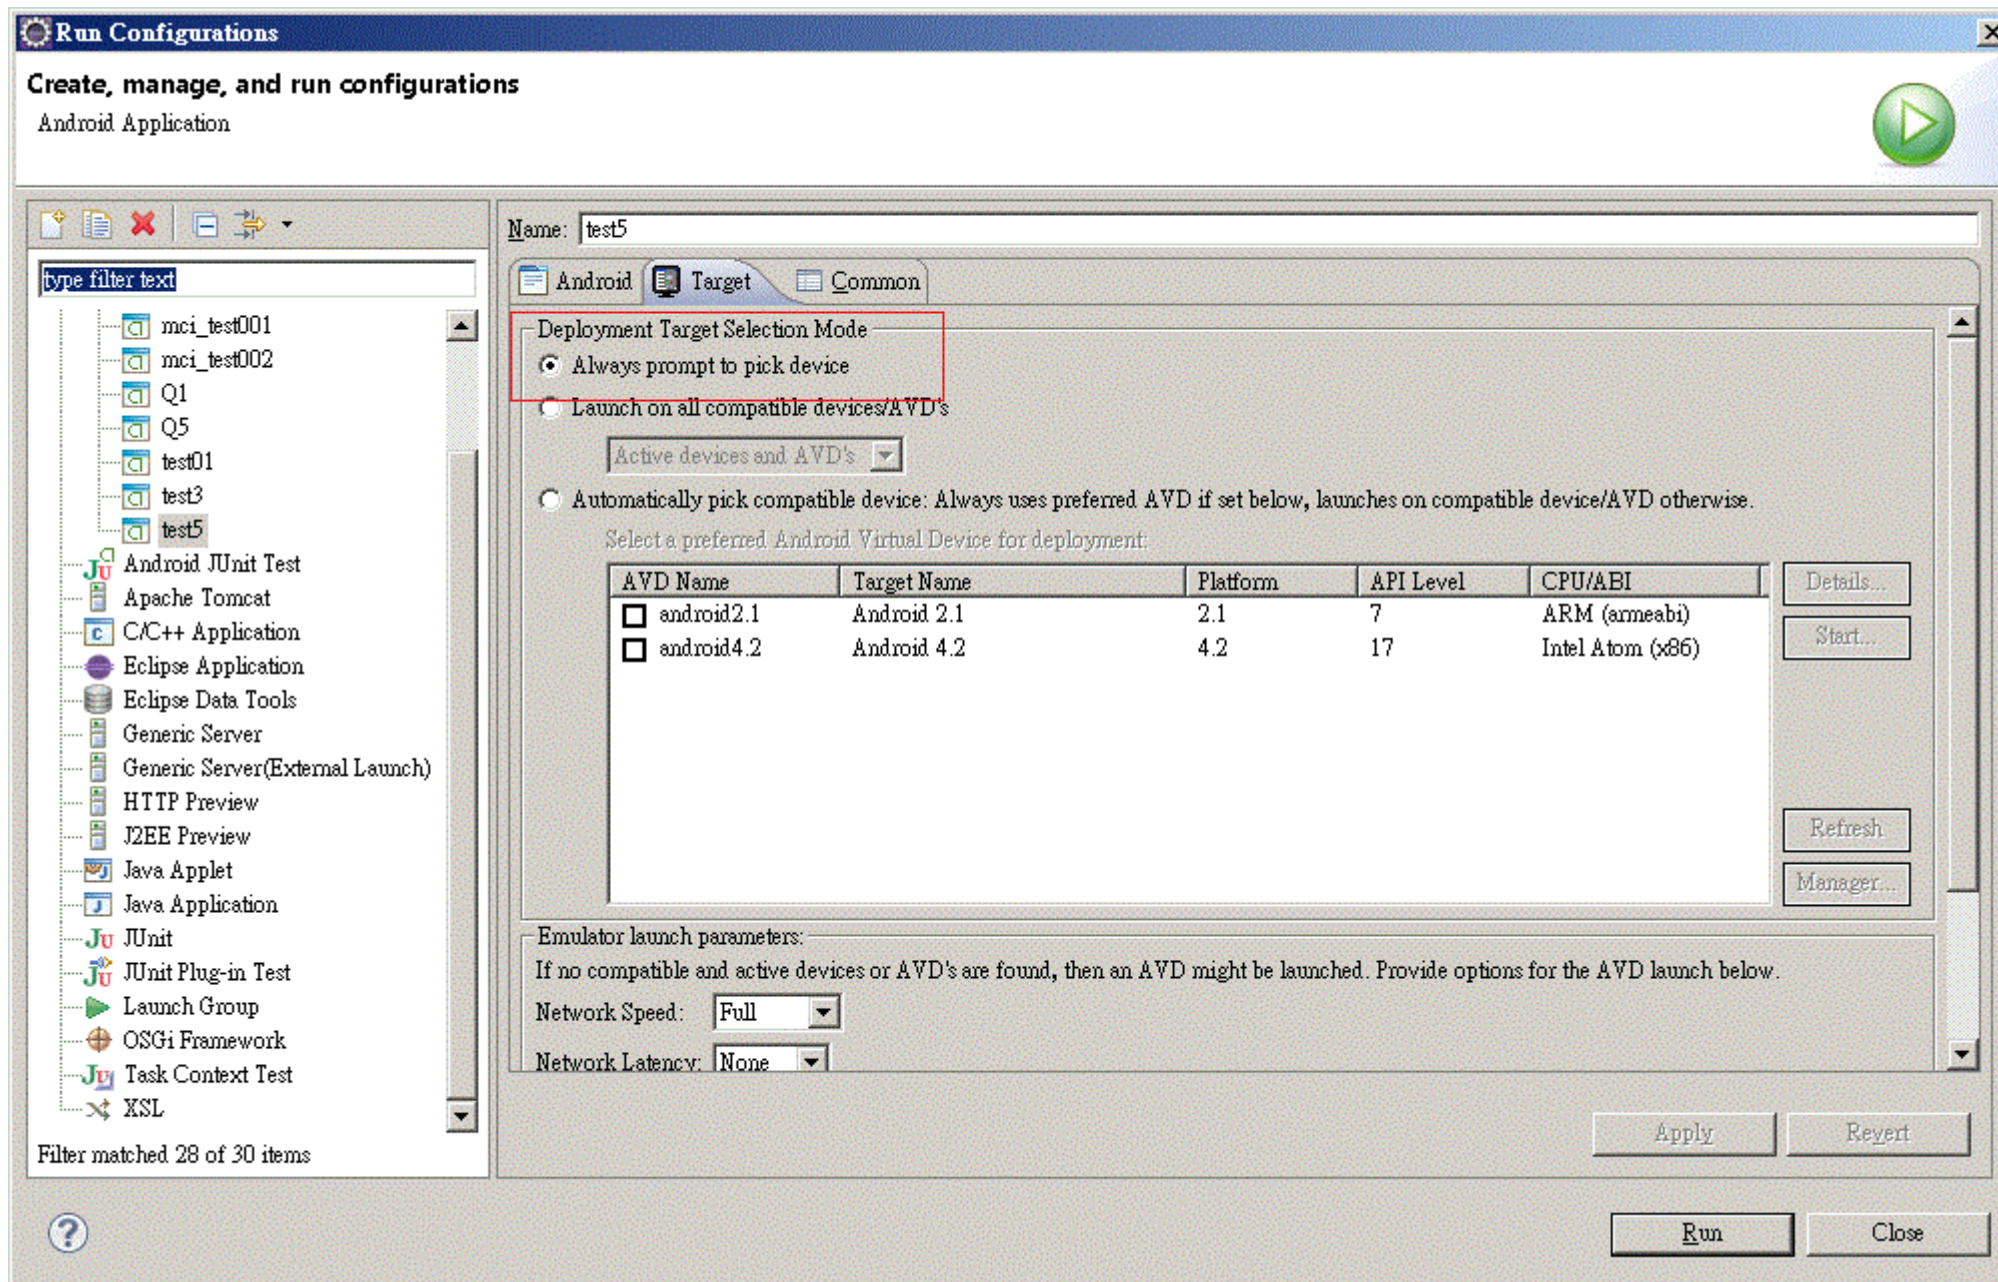 Run Configurations
Create, manage, and run configurations
Android Application
type filter text
mci_test001
mci_test002
Q1
Q5
test01
test3
test5
Android JUnit Test
Apache Tomcat
C/C++ Application
Eclipse Application
Eclipse Data Tools
Generic Server
Generic Server(External Launch)
HTTP Preview
J2EE Preview
Java Applet
Java Application
JUnit
JUnit Plug-in Test
Launch Group
OSGi Framework
Task Context Test
XSL
Filter matched 28 of 30 items
Name: test5
Android Target Common
Deployment Target Selection Mode
Always prompt to pick device
Launch on all compatible devices/AVD's
Active devices and AVD's
Automatically pick compatible device: Always uses preferred AVD if set below, launches on compatible device/AVD otherwise.
Select a preferred Android Virtual Device for deployment:
AVD Name Target Name Platform API Level CPU/ABI
android2.1 Android 2.1 2.1 7 ARM (armeabi)
android4.2 Android 4.2 4.2 17 Intel Atom (x86)
Details...
Start...
Refresh
Manager...
Emulator launch parameters:
If no compatible and active devices or AVD's are found, then an AVD might be launched. Provide options for the AVD launch below.
Network Speed: Full
Network Latency: None
Apply Revert
Run Close